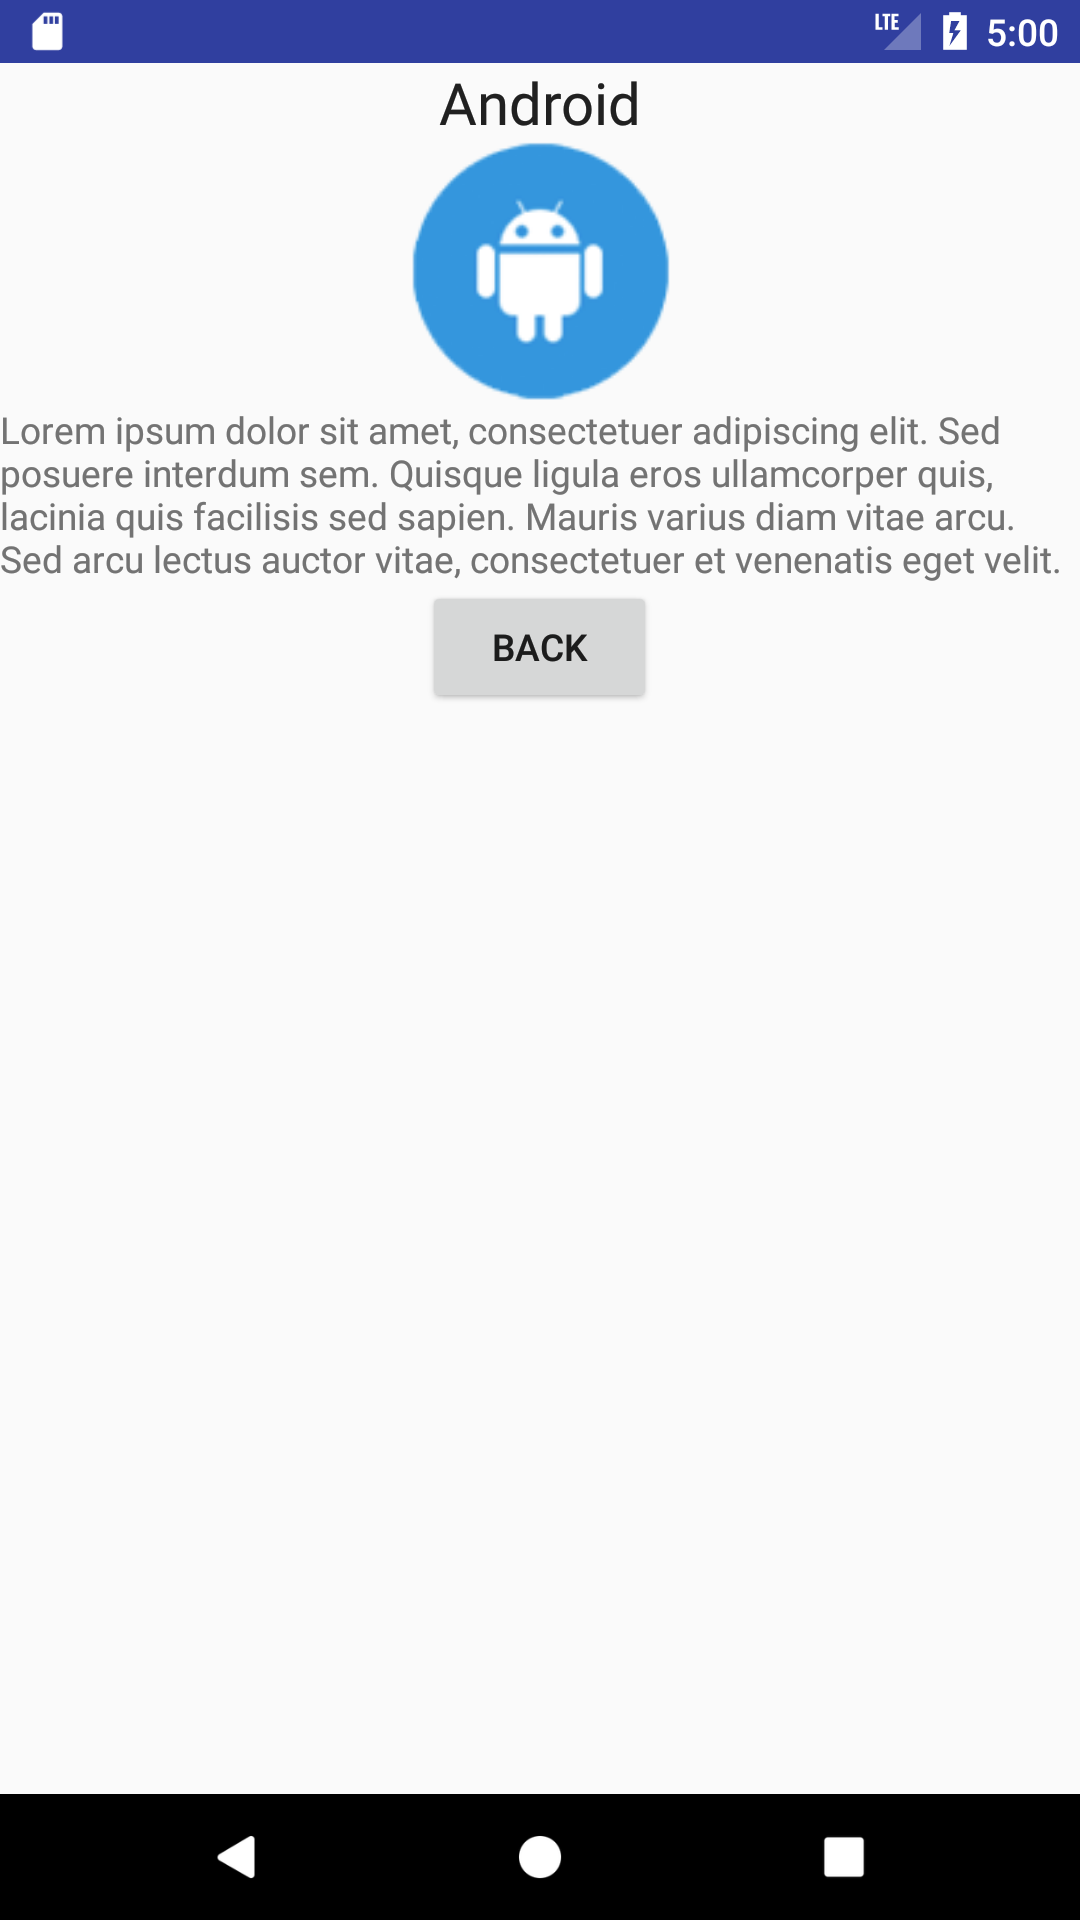 LTE 5:00
Android
Lorem ipsum dolor sit amet, consectetuer adipiscing elit. Sed
posuere interdum sem. Quisque ligula eros ullamcorper quis,
lacinia quis facilisis sed sapien. Mauris varius diam vitae arcu.
Sed arcu lectus auctor vitae, consectetuer et venenatis eget velit.
BACK